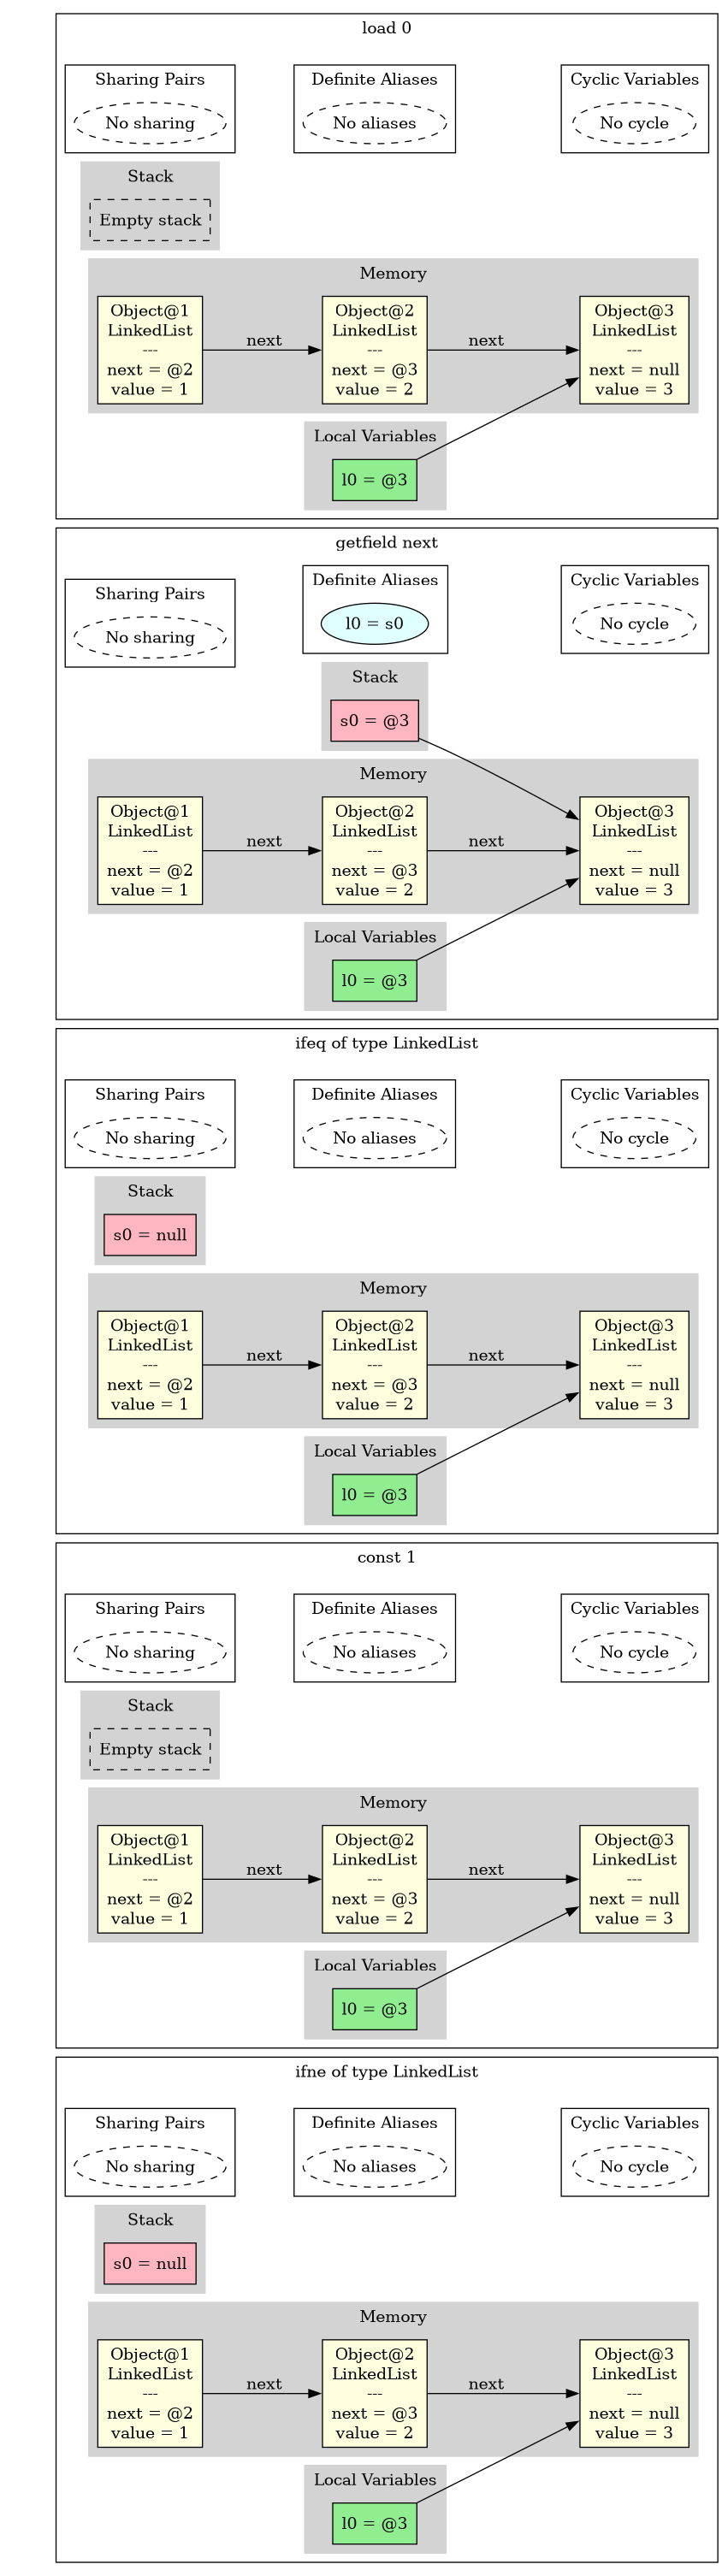 load 0
Sharing Pairs
No sharing
Definite Aliases
No aliases
Cyclic Variables
No cycle
Stack
Empty stack
Memory
Object@1
LinkedList
---
next = @2
value = 1
next
Object@2
LinkedList
---
next = @3
value = 2
next
Object@3
LinkedList
---
next = null
value = 3
Local Variables
l0 = @3
getfield next
Sharing Pairs
No sharing
Definite Aliases
l0 = s0
Cyclic Variables
No cycle
Stack
s0 = @3
Memory
Object@1
LinkedList
---
next = @2
value = 1
next
Object@2
LinkedList
---
next = @3
value = 2
next
Object@3
LinkedList
---
next = null
value = 3
Local Variables
l0 = @3
ifeq of type LinkedList
Sharing Pairs
No sharing
Definite Aliases
No aliases
Cyclic Variables
No cycle
Stack
s0 = null
Memory
Object@1
LinkedList
---
next = @2
value = 1
next
Object@2
LinkedList
---
next = @3
value = 2
next
Object@3
LinkedList
---
next = null
value = 3
Local Variables
l0 = @3
const 1
Sharing Pairs
No sharing
Definite Aliases
No aliases
Cyclic Variables
No cycle
Stack
Empty stack
Memory
Object@1
LinkedList
---
next = @2
value = 1
next
Object@2
LinkedList
---
next = @3
value = 2
next
Object@3
LinkedList
---
next = null
value = 3
Local Variables
l0 = @3
ifne of type LinkedList
Sharing Pairs
No sharing
Definite Aliases
No aliases
Cyclic Variables
No cycle
Stack
s0 = null
Memory
Object@1
LinkedList
---
next = @2
value = 1
next
Object@2
LinkedList
---
next = @3
value = 2
next
Object@3
LinkedList
---
next = null
value = 3
Local Variables
l0 = @3